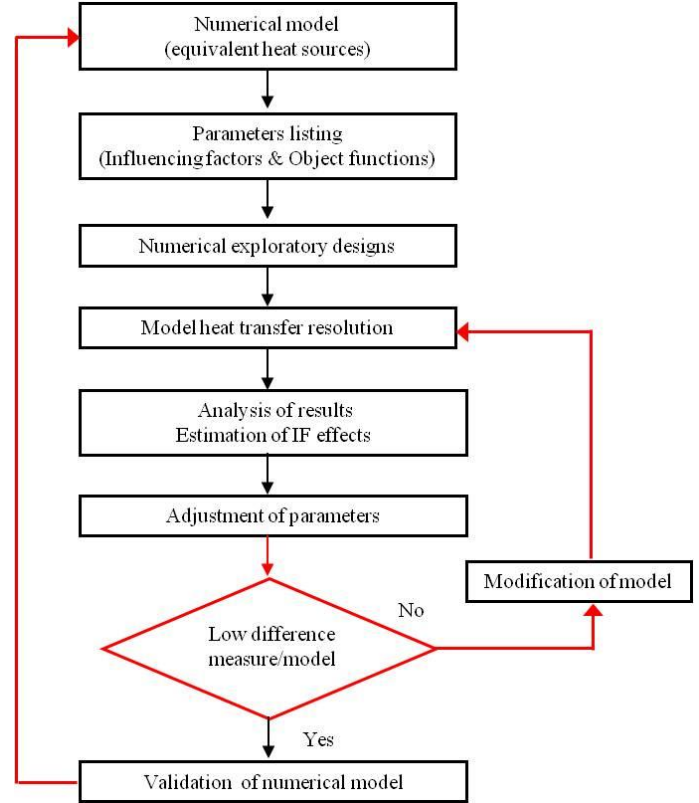 Numerical model
(equivalent heat sources)
Parameters listing
(Influencing factors & Object functions)
Numerical exploratory designs
Model heat transfer resolution
Analysis of results
Estimation of IF effects
Adjustment of parameters
Modification of model
No
Low difference
measure/model
Yes
Validation of numerical model